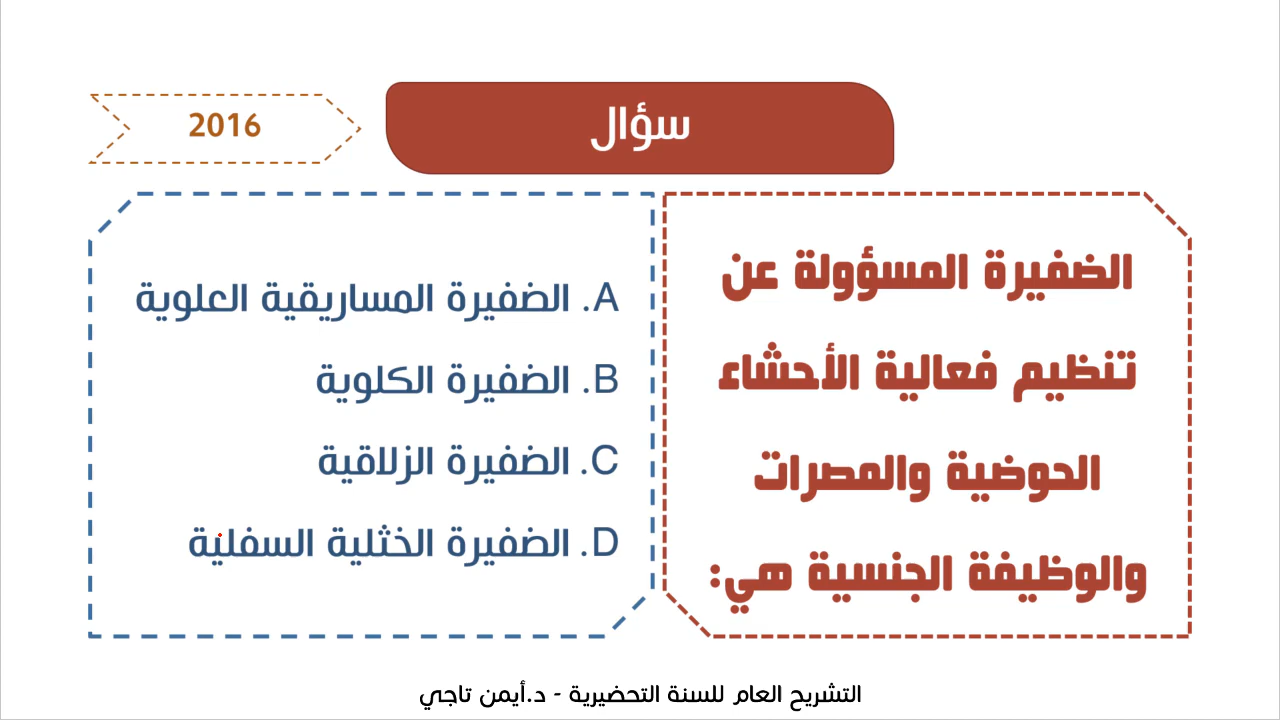 سؤال
2016
الضفيرة المسؤولة عن
تنظيم فعالية الأحشاء
الحوضية والمصرات
والوظيفة الجنسية هي:
A. الضفيرة المساريقية العلوية
B. الضفيرة الكلوية
C. الضفيرة الزلاقية
D. الضفيرة الخثلية السفلية
التشريح العام للسنة التحضيرية - د.أيمن تاجي